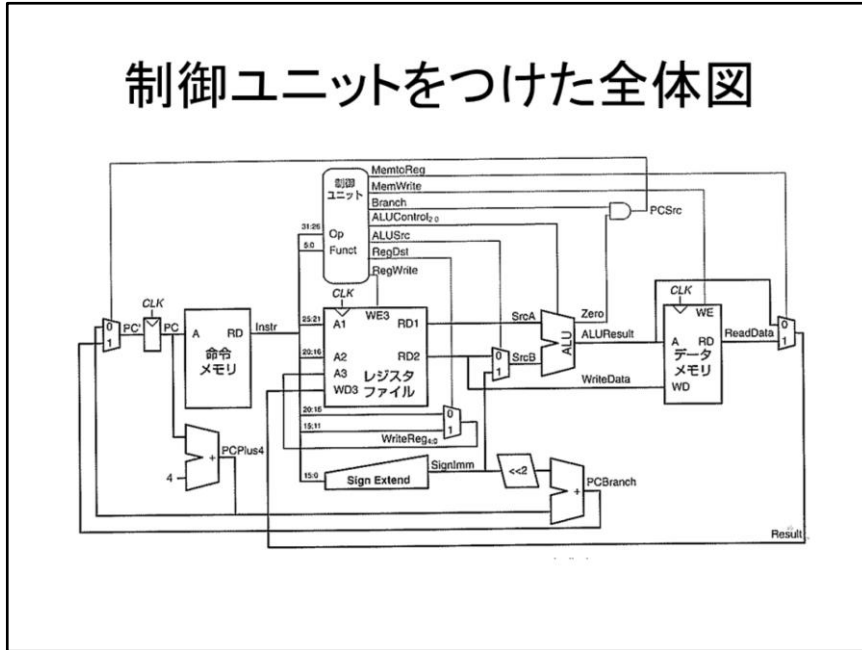 制御ユニットをつけた全体図
制御
ユニット
MemtoReg
MemWrite
Branch
ALUControl2:0
PCSrc
31:26
Op
ALUSrc
5:0
Funct
RegDst
RegWrite
CLK
CLK
CLK
25:21
A1
WE3
RD1
SrcA
Zero
WE
0
1
PC'
PC
A
RD
Instr
20:16
A2
RD2
0
1
SrcB
ALU
ALUResult
A
RD
ReadData
0
1
命令
メモリ
A3
レジスタ
データ
メモリ
WD3
ファイル
WriteData
WD
20:16
0
15:11
1
WriteReg4:0
PCPlus4
SignImm
4
+
15:0
Sign Extend
<<2
+
PCBranch
Result